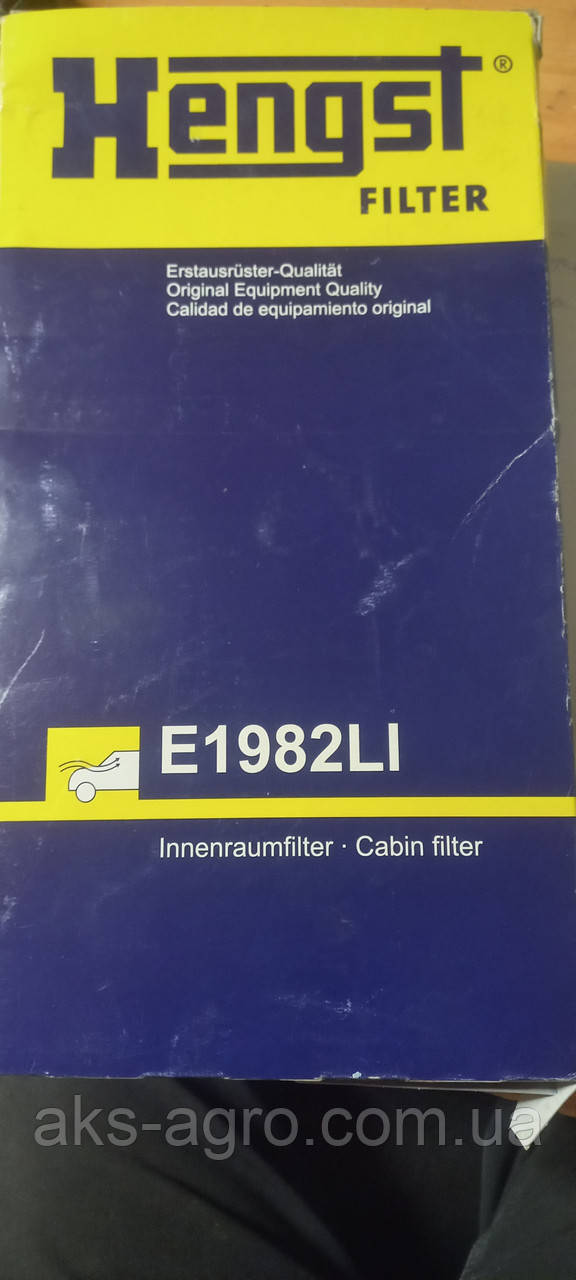 Hengst®
FILTER
Erstausrüster-Qualität
Original Equipment Quality
Calidad de equipamiento original
E1982LI
Innenraumfilter · Cabin filter
aks-agro.com.ua